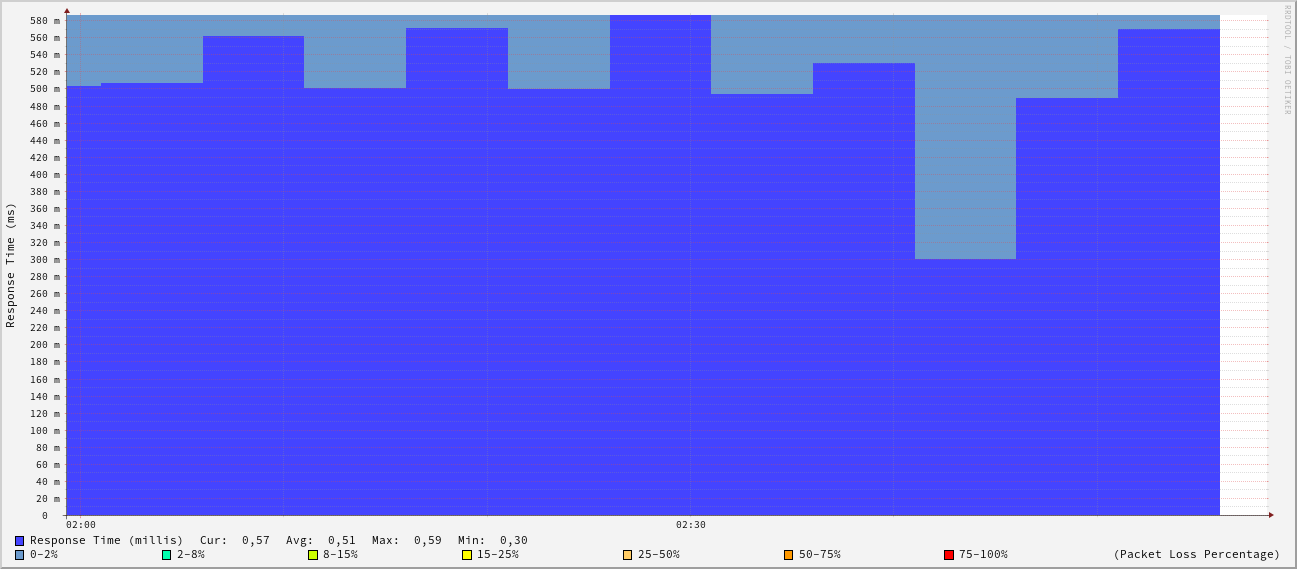 RRDTOOL / TOBI OETIKER
Response Time (ms)
580 m
560 m
540 m
520 m
500 m
480 m
460 m
440 m
420 m
400 m
380 m
360 m
340 m
320 m
300 m
280 m
260 m
240 m
220 m
200 m
180 m
160 m
140 m
120 m
100 m
80 m
60 m
40 m
20 m
0
02:00 02:30
Response Time (millis) Cur: 0,57 Avg: 0,51 Max: 0,59 Min: 0,30
0-2% 2-8% 8-15% 15-25% 25-50% 50-75% 75-100% (Packet Loss Percentage)